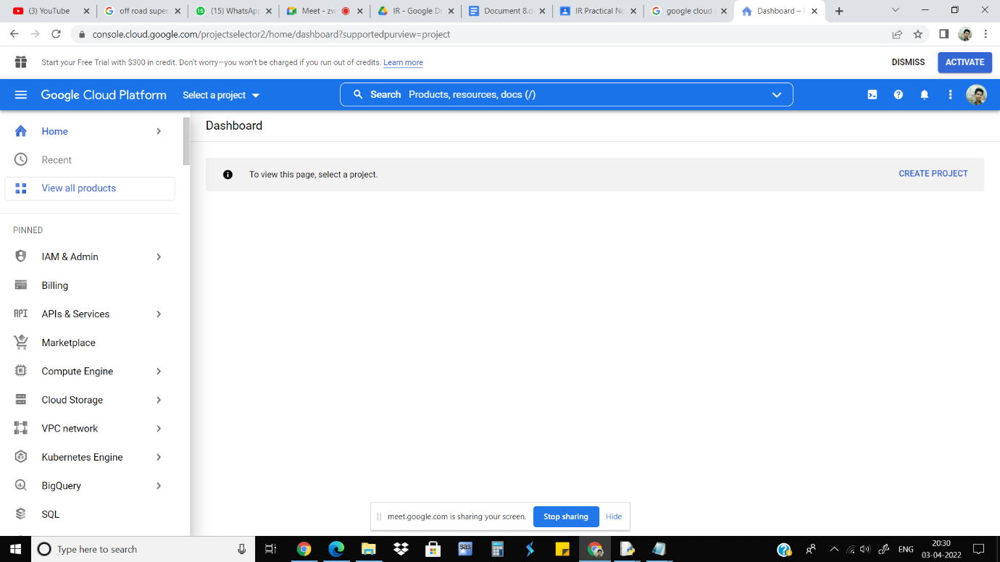 (3) YouTube
off road super
(15) WhatsApp
Meet - zw
IR - Google Dr
Document 8.d
IR Practical No
google cloud
Dashboard –
console.cloud.google.com/projectselector2/home/dashboard?supportedpurview=project
Start your Free Trial with $300 in credit. Don't worry—you won't be charged if you run out of credits. Learn more
DISMISS
ACTIVATE
Google Cloud Platform
Select a project
Search Products, resources, docs (/)
Home
Recent
View all products
PINNED
IAM & Admin
Billing
API APIs & Services
Marketplace
Compute Engine
Cloud Storage
VPC network
Kubernetes Engine
BigQuery
SQL
Dashboard
To view this page, select a project.
CREATE PROJECT
meet.google.com is sharing your screen.
Stop sharing
Hide
Type here to search
sas
ENG
20:30
03-04-2022